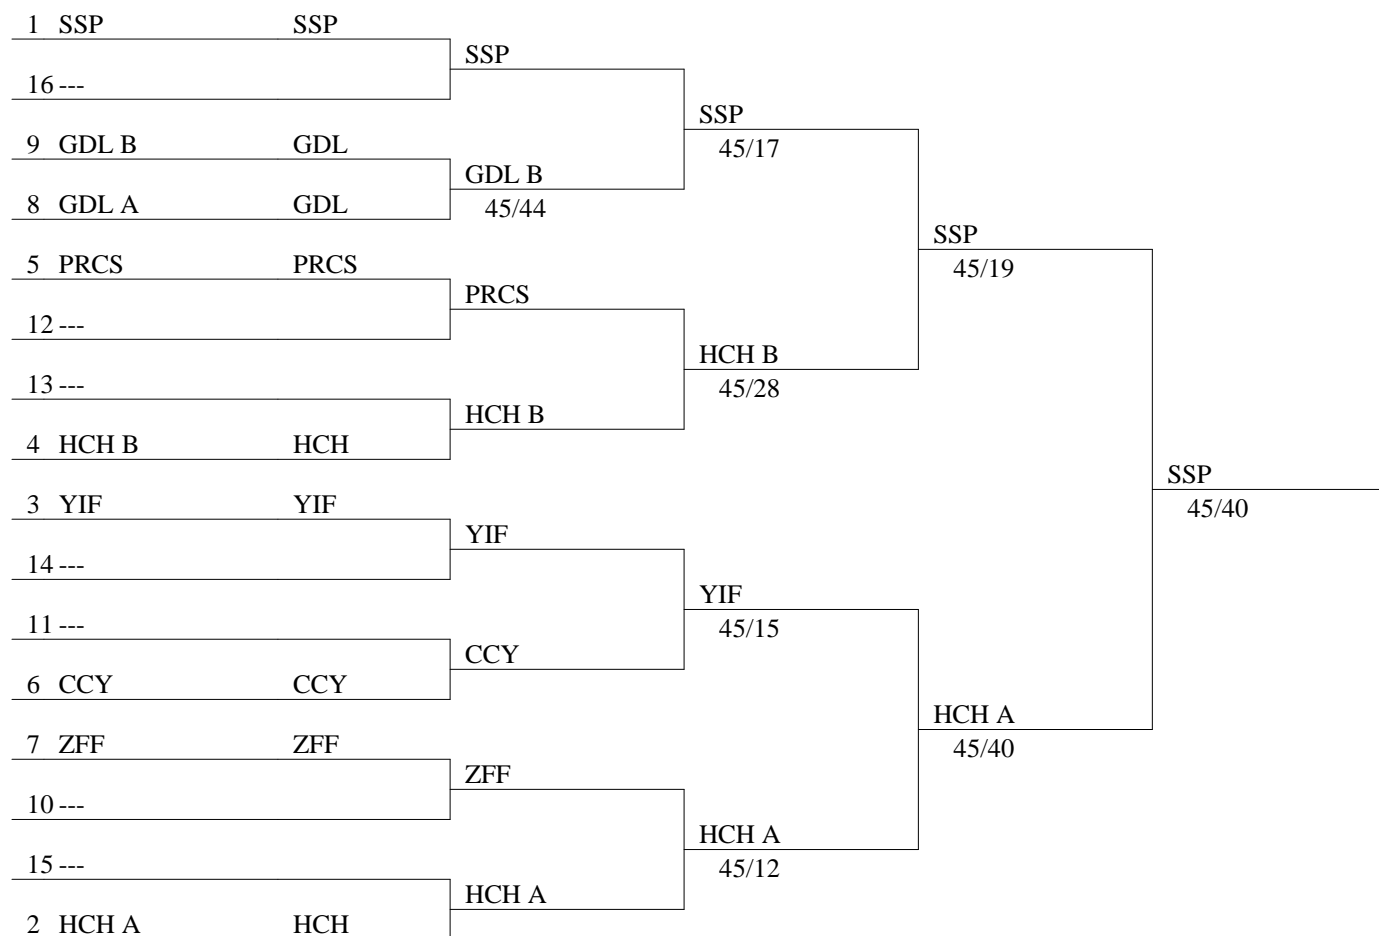 1 SSP SSP
SSP
16 ---
SSP
45/17
9 GDL B GDL
GDL B
45/44
8 GDL A GDL
SSP
45/19
5 PRCS PRCS
PRCS
12 ---
HCH B
45/28
13 ---
HCH B
4 HCH B HCH
SSP
45/40
3 YIF YIF
YIF
14 ---
YIF
45/15
11 ---
CCY
6 CCY CCY
HCH A
45/40
7 ZFF ZFF
ZFF
10 ---
HCH A
45/12
15 ---
HCH A
2 HCH A HCH